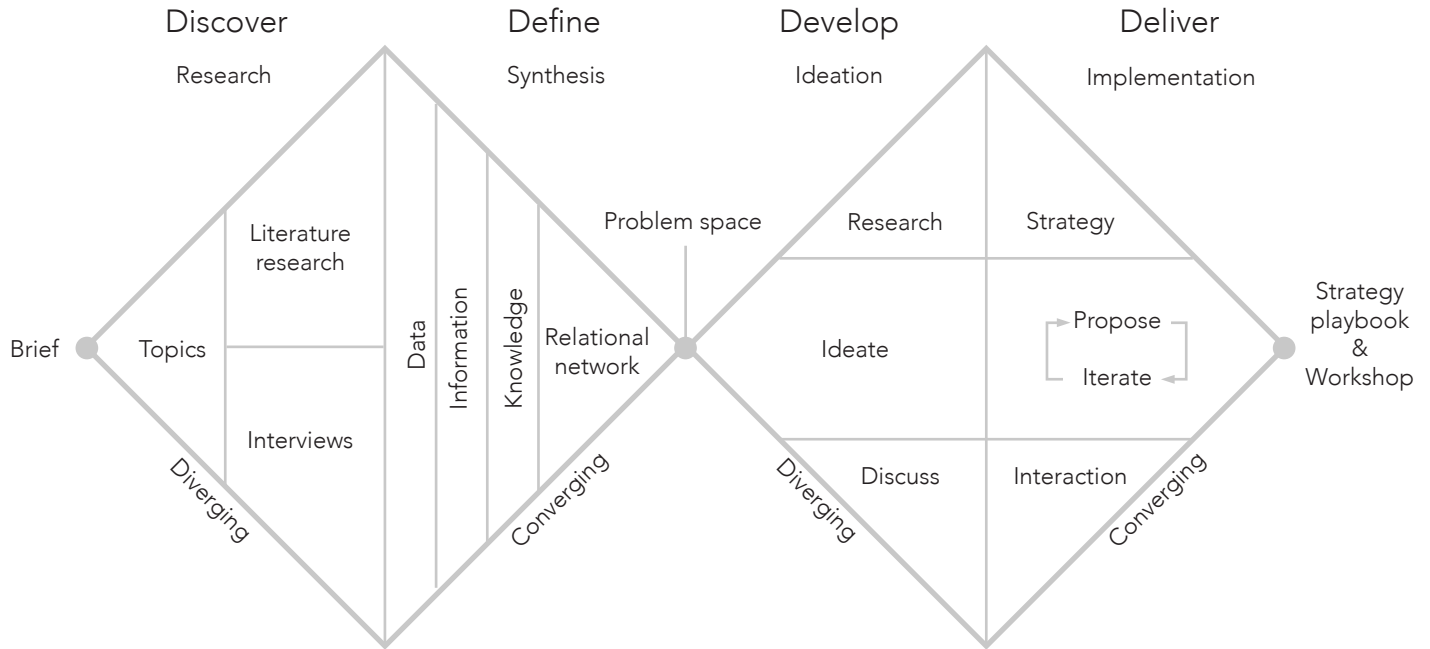 Discover
Define
Develop
Deliver
Research
Synthesis
Ideation
Implementation
Brief
Topics
Literature
research
Interviews
Diverging
Data
Information
Knowledge
Relational
network
Converging
Problem space
Research
Ideate
Discuss
Diverging
Strategy
Propose
Iterate
Interaction
Converging
Strategy
playbook
&
Workshop